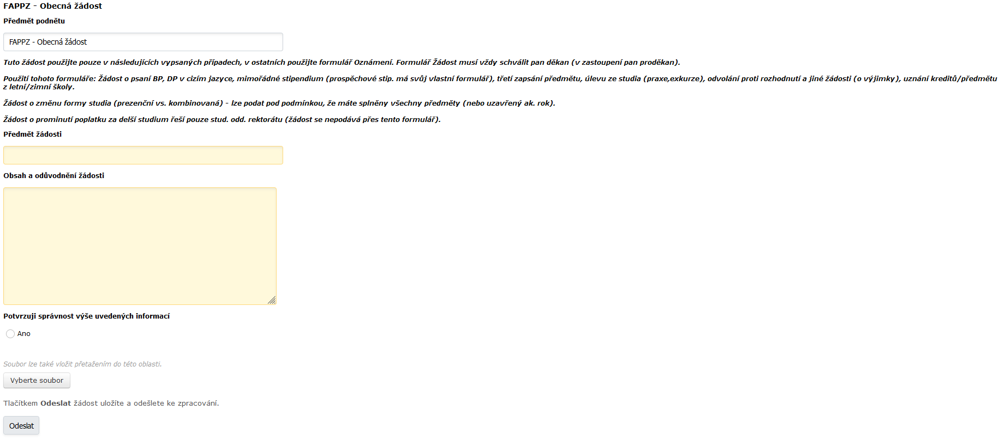 FAPPZ - Obecná žádost
Předmět podnětu
FAPPZ - Obecná žádost
Tuto žádost použijte pouze v následujících vypsaných případech, v ostatních použijte formulář Oznámení. Formulář Žádost musí vždy schválit pan děkan (v zastoupení pan proděkan).
Použití tohoto formuláře: Žádost o psaní BP, DP v cizím jazyce, mimořádné stipendium (prospěchové stip. má svůj vlastní formulář), třetí zapsání předmětu, úlevu ze studia (praxe,exkurze), odvolání proti rozhodnutí a jiné žádosti (o výjimky), uznání kreditů/předmětu
z letní/zimní školy.
Žádost o změnu formy studia (prezenční vs. kombinovaná) - lze podat pod podmínkou, že máte splněny všechny předměty (nebo uzavřený ak. rok).
Žádost o prominutí poplatku za delší studium řeší pouze stud. odd. rektorátu (žádost se nepodává přes tento formulář).
Předmět žádosti
Obsah a odůvodnění žádosti
Potvrzuji správnost výše uvedených informací
Ano
Soubor lze také vložit přetažením do této oblasti.
Vyberte soubor
Tlačítkem Odeslat žádost uložíte a odešlete ke zpracování.
Odeslat